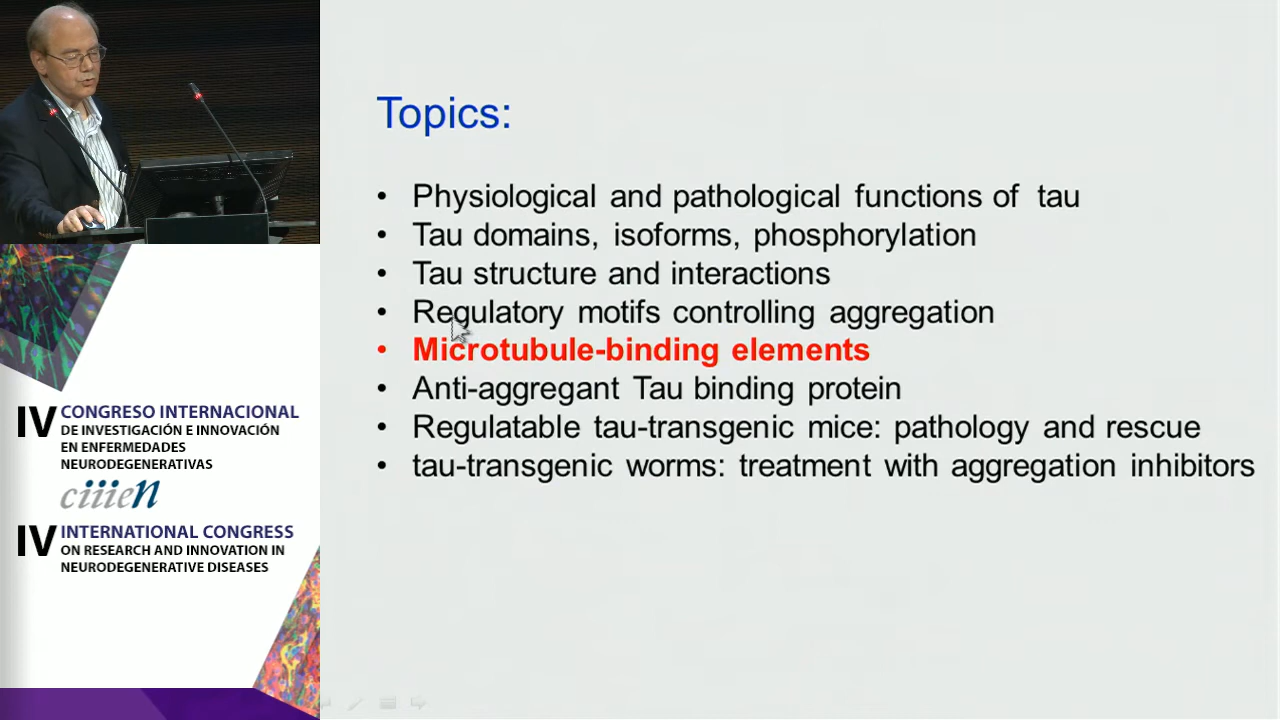 Topics:
• Physiological and pathological functions of tau
• Tau domains, isoforms, phosphorylation
• Tau structure and interactions
• Regulatory motifs controlling aggregation
• Microtubule-binding elements
• Anti-aggregant Tau binding protein
• Regulatable tau-transgenic mice: pathology and rescue
• tau-transgenic worms: treatment with aggregation inhibitors
IV CONGRESO INTERNACIONAL
DE INVESTIGACIÓN E INNOVACIÓN
EN ENFERMEDADES
NEURODEGENERATIVAS
ciiien
IV INTERNATIONAL CONGRESS
ON RESEARCH AND INNOVATION IN
NEURODEGENERATIVE DISEASES